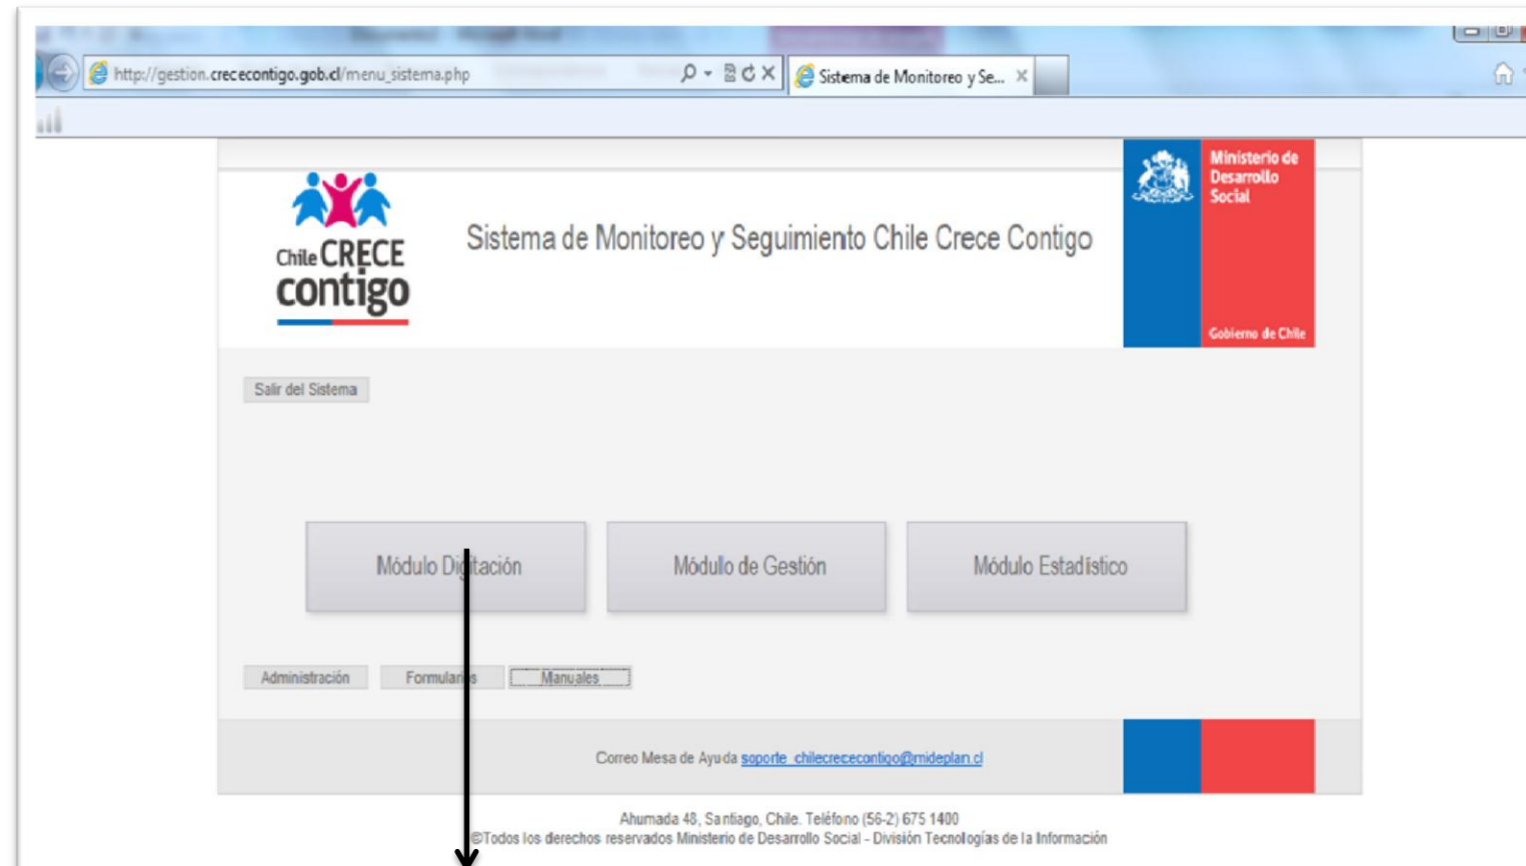 http://gestion.crececontigo.gob.cl/menu_sistema.php
Sistema de Monitoreo y Se...
Chile CRECE
contigo
Sistema de Monitoreo y Seguimiento Chile Crece Contigo
Ministerio de
Desarrollo
Social
Gobierno de Chile
Salir del Sistema
Módulo Digitación
Módulo de Gestión
Módulo Estadístico
Administración
Formularios
Manuales
Correo Mesa de Ayuda soporte_chilecrececontigo@mideplan.cl
Ahumada 48, Santiago, Chile. Teléfono (56-2) 675 1400
©Todos los derechos reservados Ministerio de Desarrollo Social - División Tecnologías de la Información